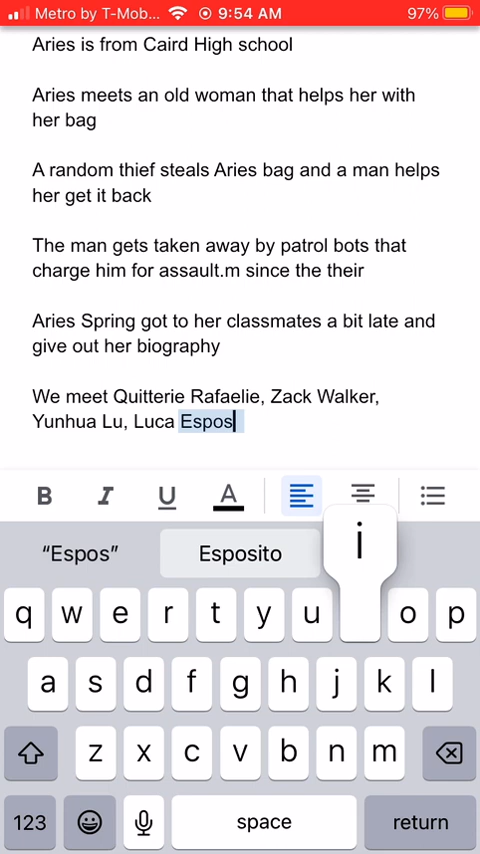 Metro by T-Mob... 9:54 AM 97%
Aries is from Caird High school
Aries meets an old woman that helps her with
her bag
A random thief steals Aries bag and a man helps
her get it back
The man gets taken away by patrol bots that
charge him for assault.m since the their
Aries Spring got to her classmates a bit late and
give out her biography
We meet Quitterie Rafaelie, Zack Walker,
Yunhua Lu, Luca Espos
B I U A
“Espos” Esposito i
q w e r t y u o p
a s d f g h j k l
z x c v b n m
123 space return